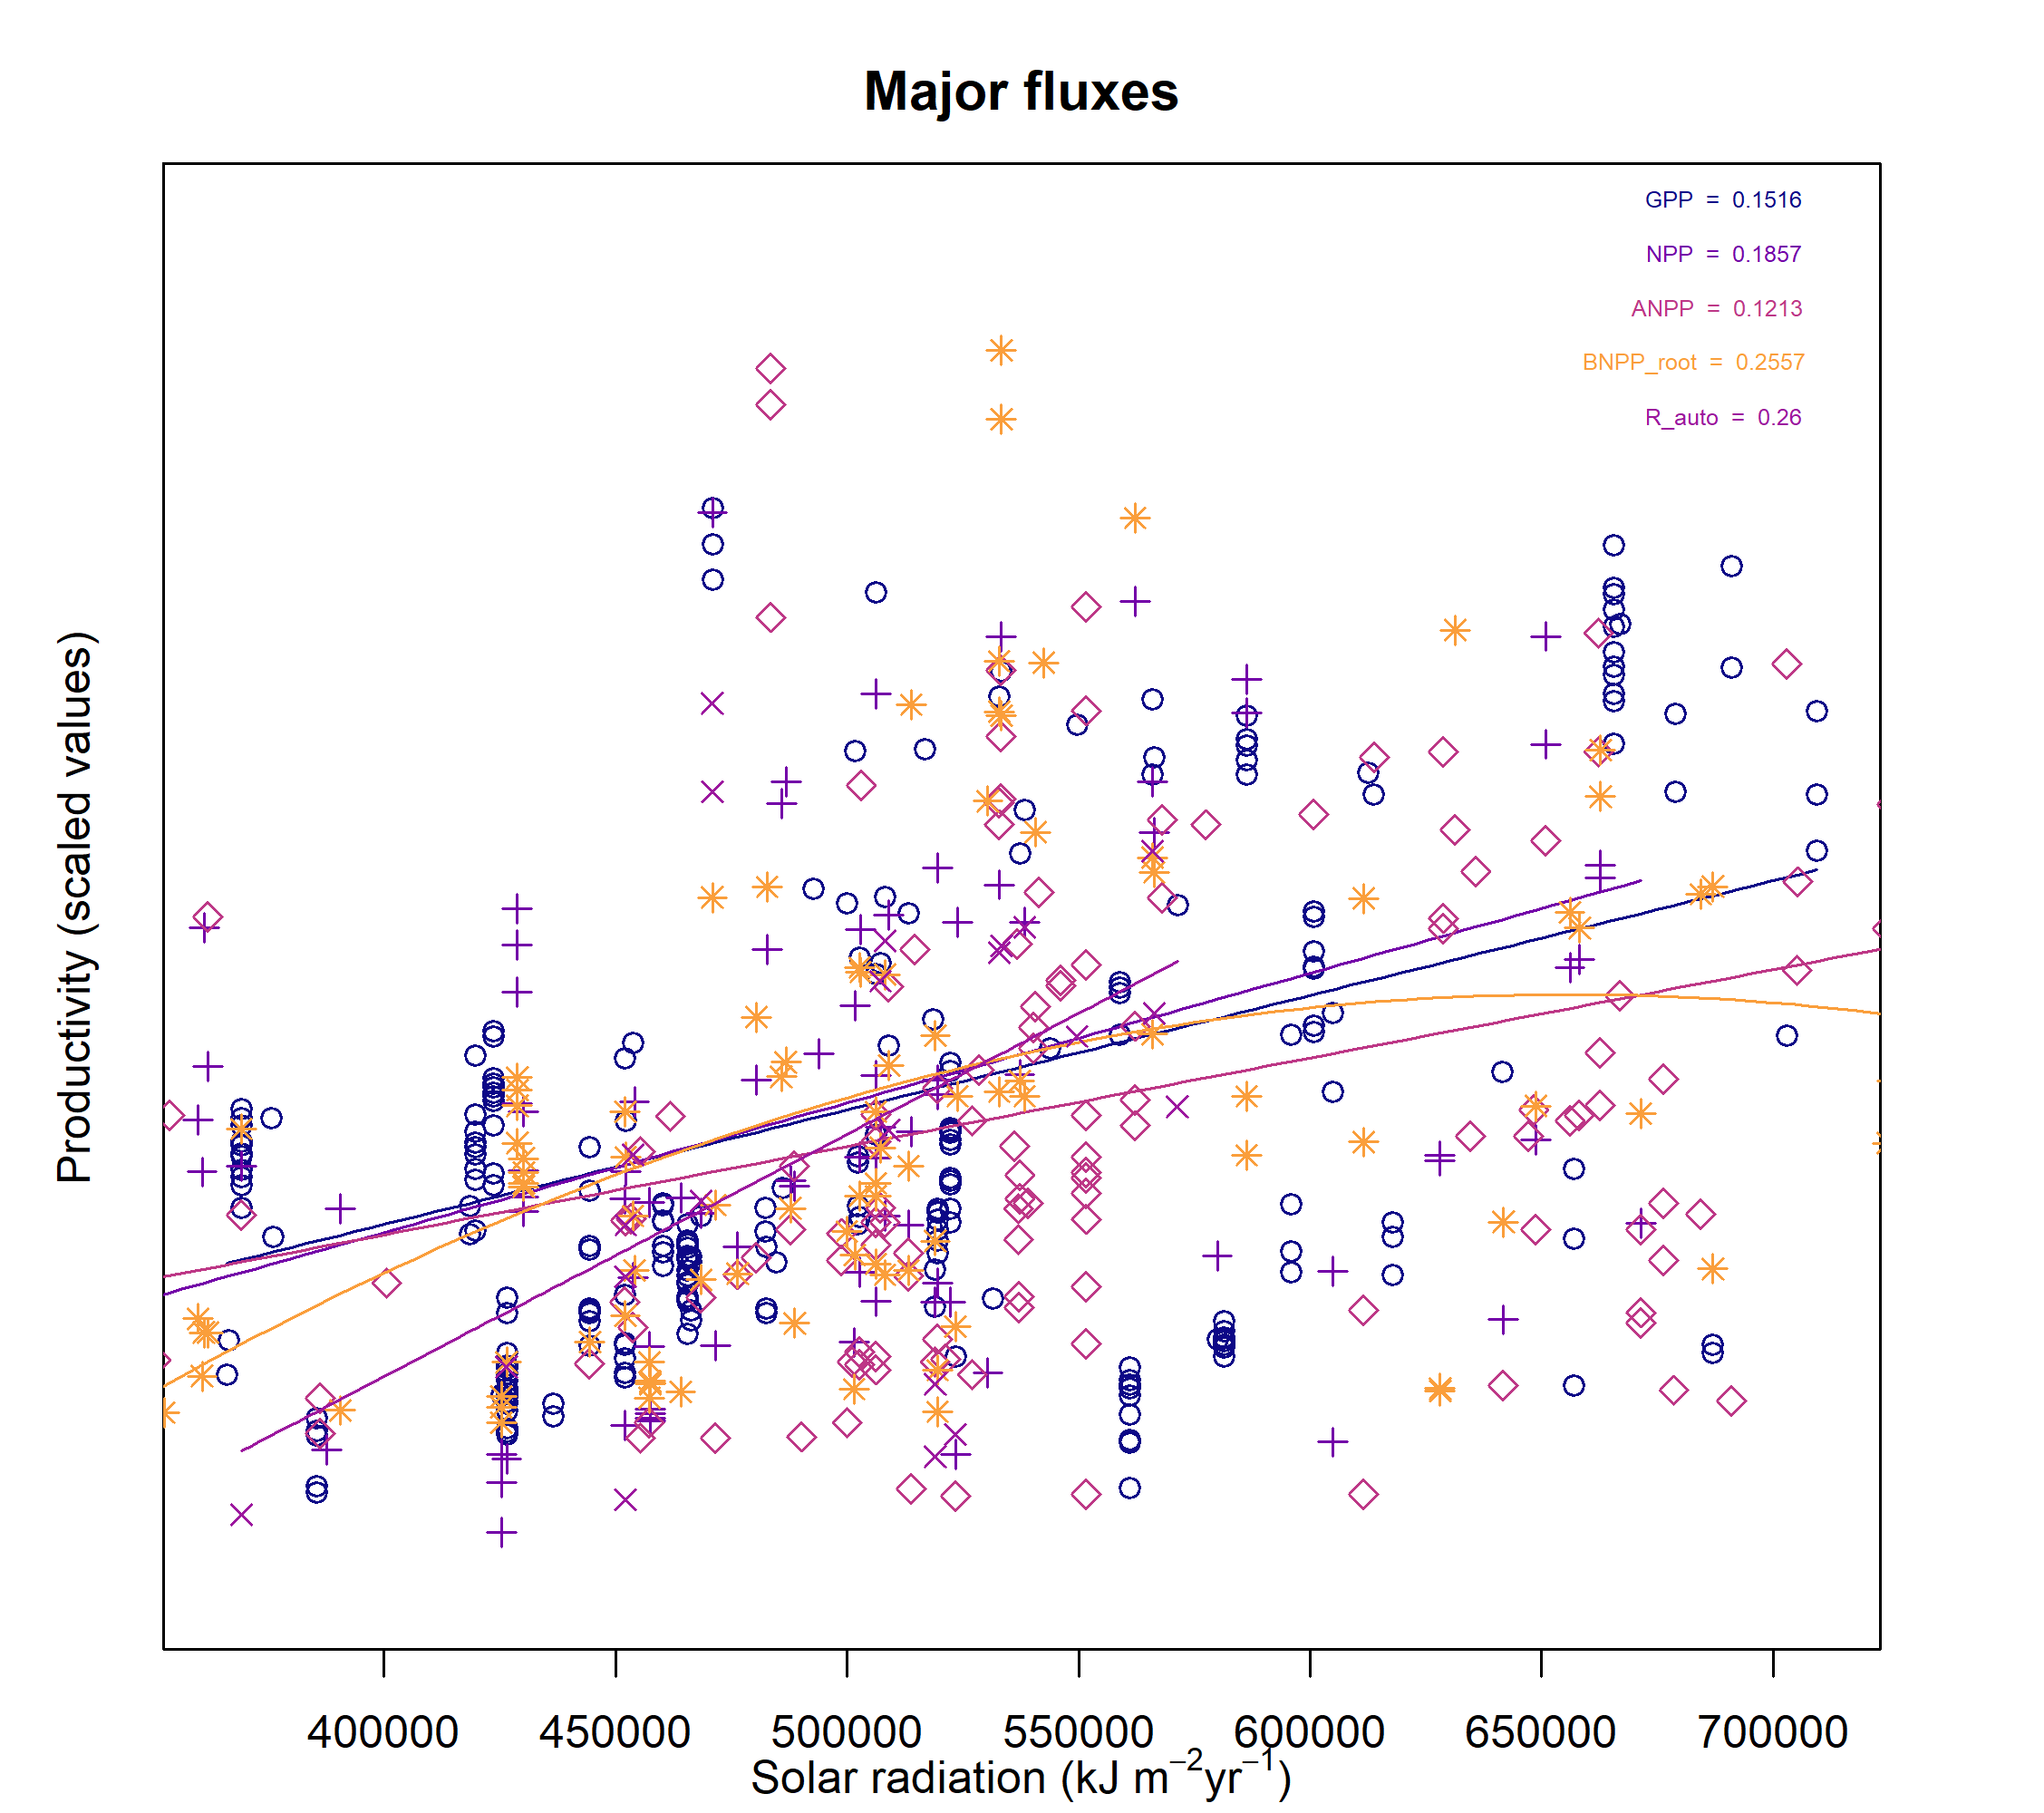 Major fluxes
GPP = 0.1516
NPP = 0.1857
ANPP = 0.1213
BNPP_root = 0.2557
R_auto = 0.26
Productivity (scaled values)
400000 450000 500000 550000 600000 650000 700000
Solar radiation (kJ m⁻²yr⁻¹)